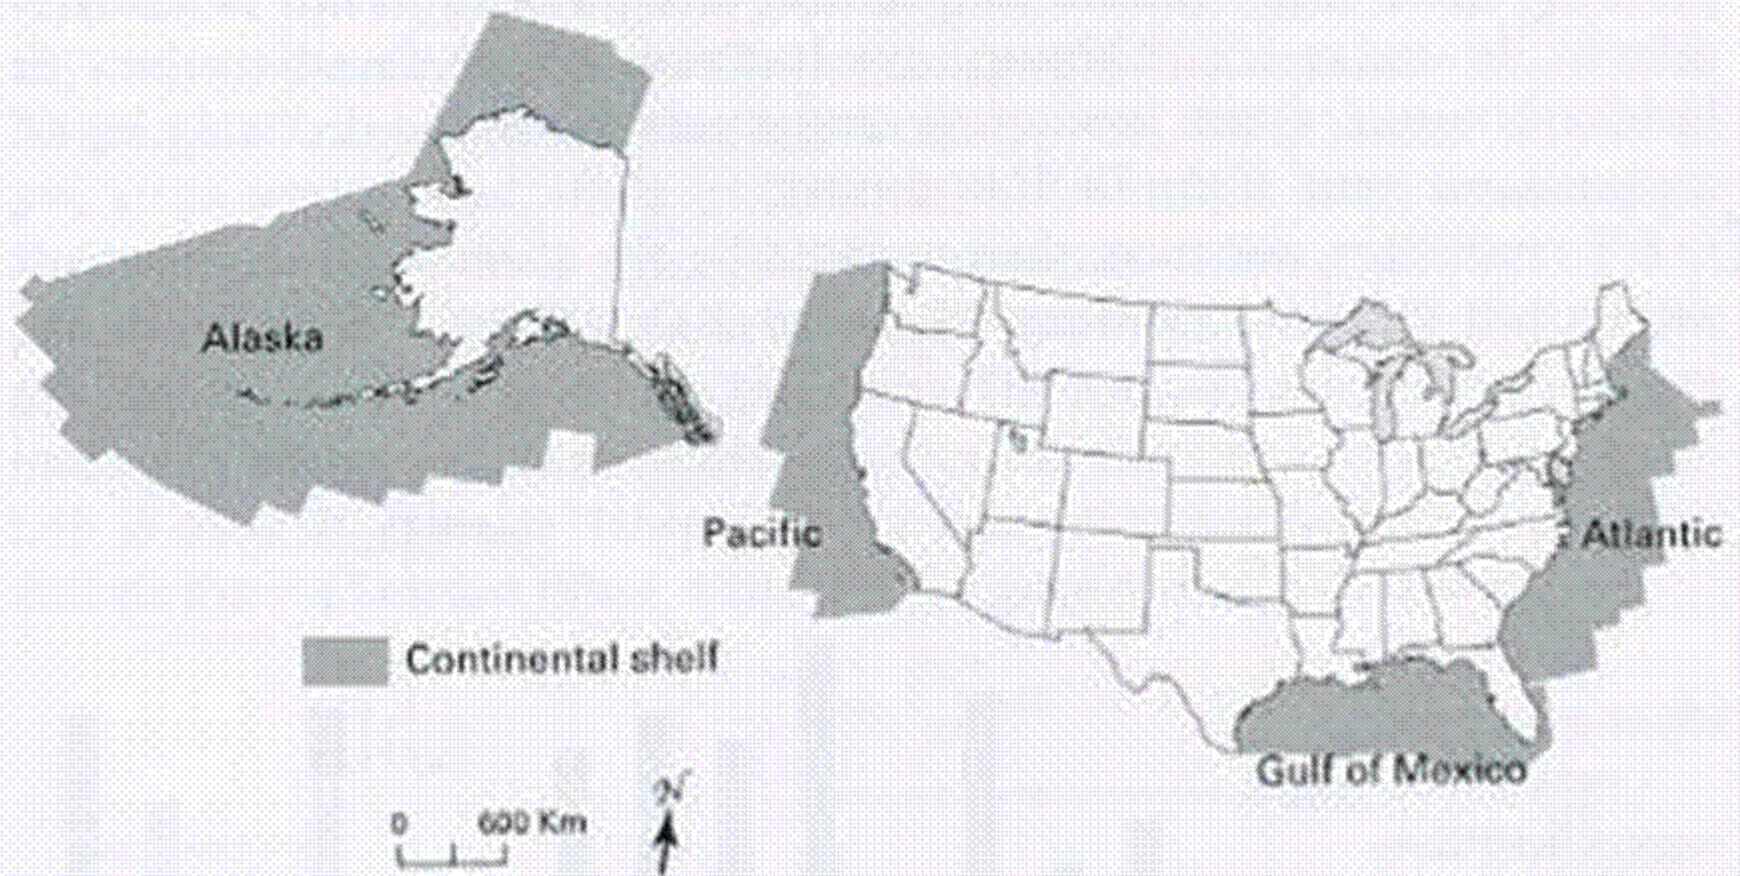 Alaska
Pacific
Atlantic
Continental shelf
Gulf of Mexico
N
0 600 Km